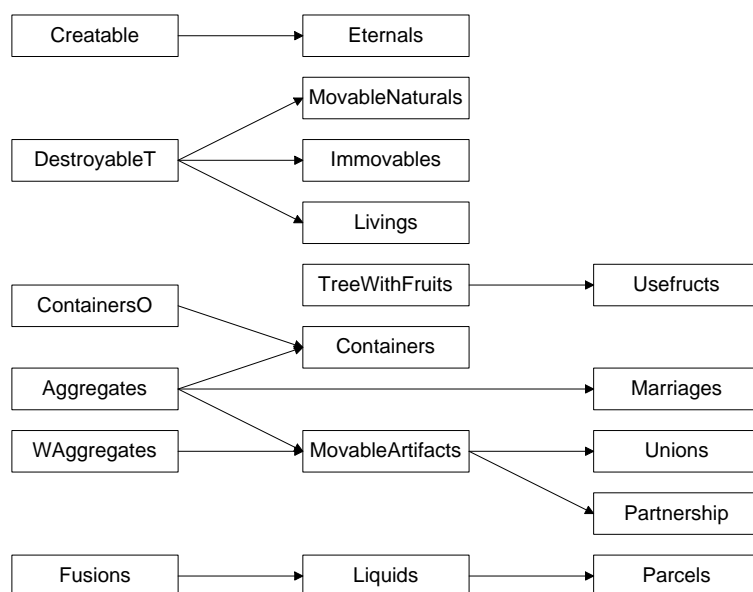 Creatable
Eternals
MovableNaturals
DestroyableT
Immovables
Livings
TreeWithFruits
Usefructs
ContainersO
Containers
Aggregates
Marriages
WAggregates
MovableArtifacts
Unions
Partnership
Fusions
Liquids
Parcels